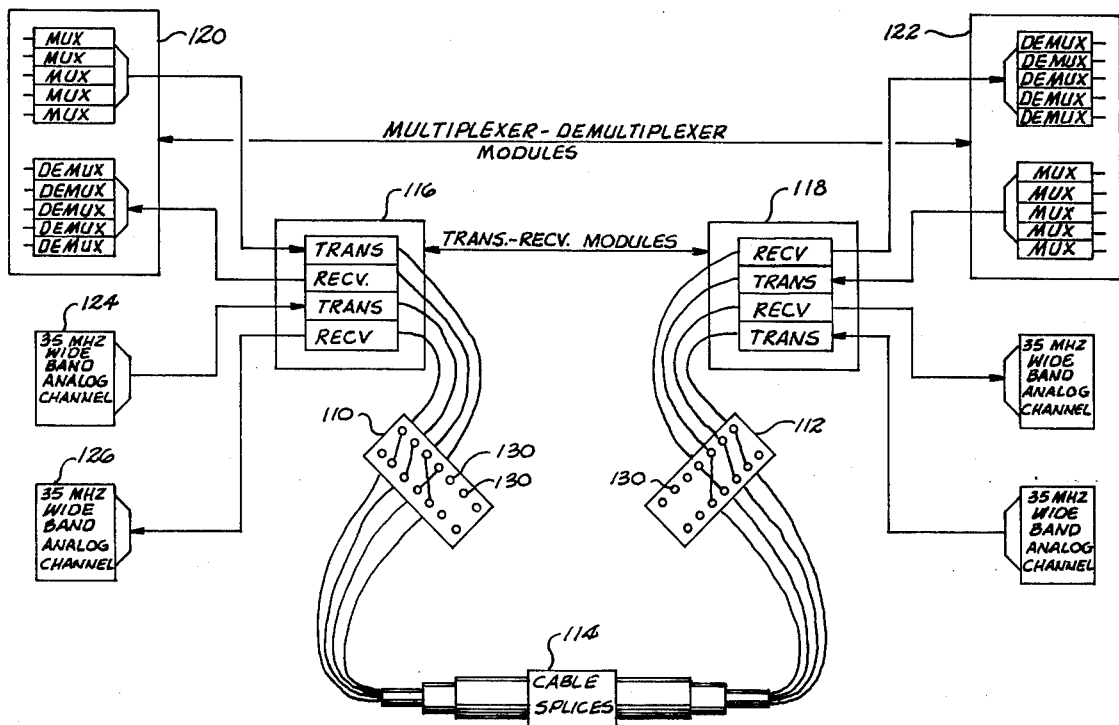 120
MUX
MUX
MUX
MUX
MUX
DEMUX
DEMUX
DEMUX
DEMUX
DEMUX
122
DEMUX
DEMUX
DEMUX
DEMUX
DEMUX
MUX
MUX
MUX
MUX
MUX
MULTIPLEXER-DEMULTIPLEXER
MODULES
116
TRANS
RECV.
TRANS
RECV
TRANS.-RECV. MODULES
118
RECV
TRANS
RECV
TRANS
124
35 MHZ
WIDE
BAND
ANALOG
CHANNEL
126
35 MHZ
WIDE
BAND
ANALOG
CHANNEL
35 MHZ
WIDE
BAND
ANALOG
CHANNEL
35 MHZ
WIDE
BAND
ANALOG
CHANNEL
110
130
130
112
130
114
CABLE
SPLICES